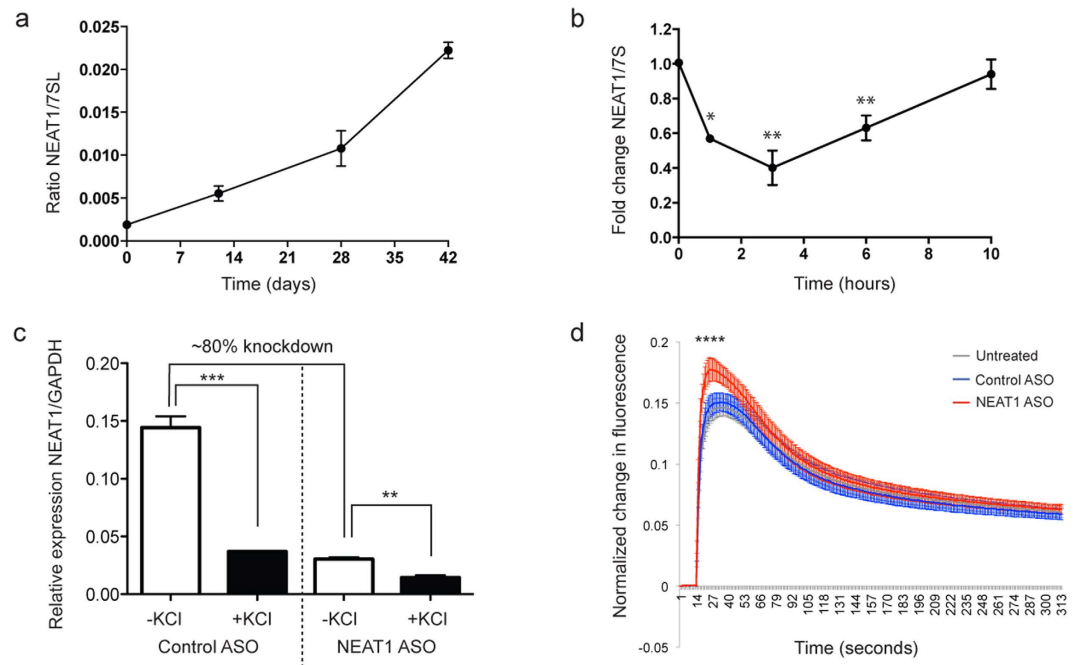 a
Ratio NEAT1/7SL
0.025
0.020
0.015
0.010
0.005
0.000
0 7 14 21 28 35 42
Time (days)
b
Fold change NEAT1/7S
1.0
0.8
0.6
0.4
0.2
0.0
*
**
**
0 2 4 6 8 10
Time (hours)
c
Relative expression NEAT1/GAPDH
~80% knockdown
0.20
0.15
0.10
0.05
0.00
***
**
-KCl +KCl -KCl +KCl
Control ASO NEAT1 ASO
d
Normalized change in fluorescence
****
0.2
0.15
0.1
0.05
0
-0.05
Untreated
Control ASO
NEAT1 ASO
1 14 27 40 53 66 79 92 105 118 131 144 157 170 183 196 209 222 235 248 261 274 287 300 313
Time (seconds)